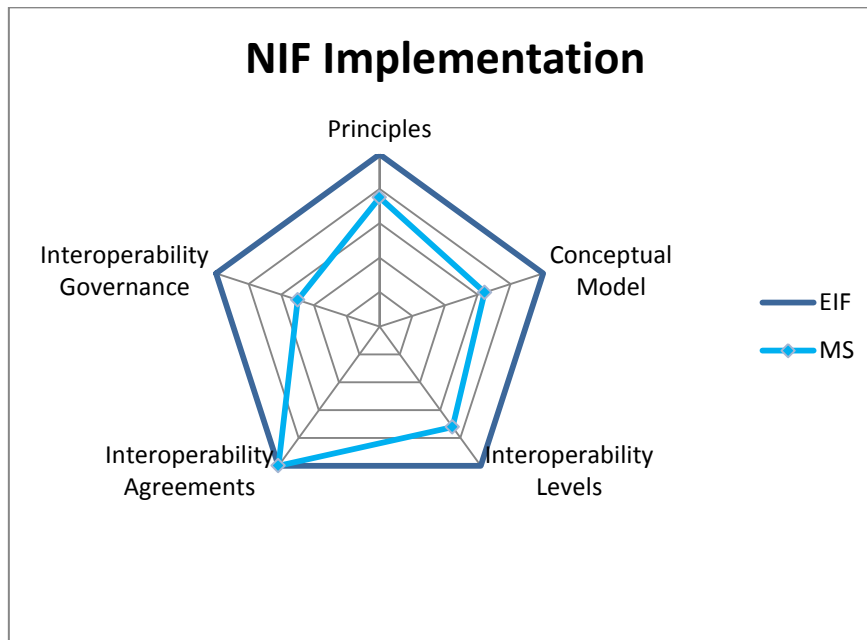 NIF Implementation
Principles
Interoperability
Governance
Conceptual
Model
EIF
MS
Interoperability
Agreements
Interoperability
Levels